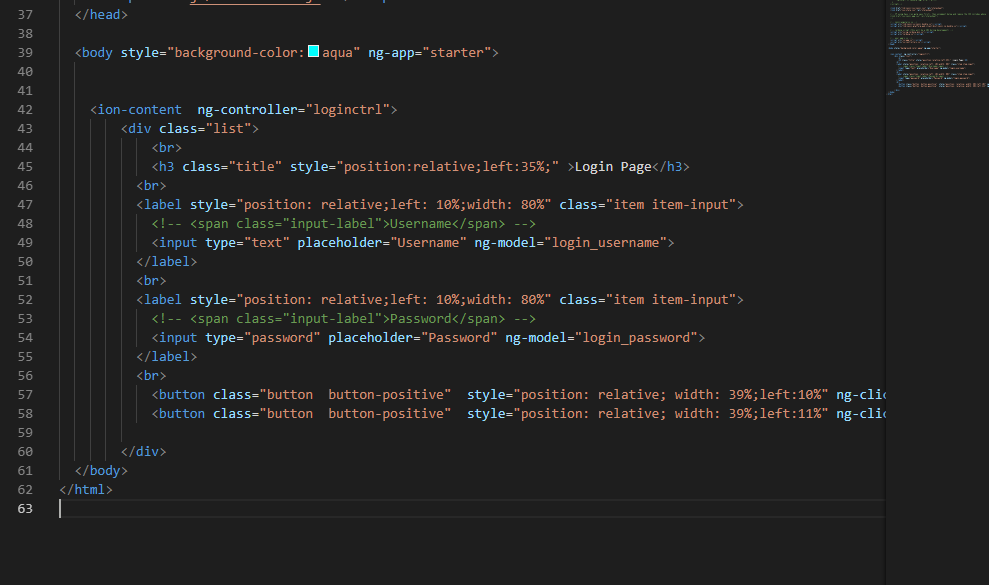 37 </head>
38
39 <body style="background-color: aqua" ng-app="starter">
40
41
42 <ion-content  ng-controller="loginctrl">
43 <div class="list">
44 <br>
45 <h3 class="title" style="position:relative;left:35%;" >Login Page</h3>
46 <br>
47 <label style="position: relative;left: 10%;width: 80%" class="item item-input">
48 <!-- <span class="input-label">Username</span> -->
49 <input type="text" placeholder="Username" ng-model="login_username">
50 </label>
51 <br>
52 <label style="position: relative;left: 10%;width: 80%" class="item item-input">
53 <!-- <span class="input-label">Password</span> -->
54 <input type="password" placeholder="Password" ng-model="login_password">
55 </label>
56 <br>
57 <button class="button  button-positive"  style="position: relative; width: 39%;left:10%" ng-clic
58 <button class="button  button-positive"  style="position: relative; width: 39%;left:11%" ng-clic
59
60 </div>
61 </body>
62 </html>
63